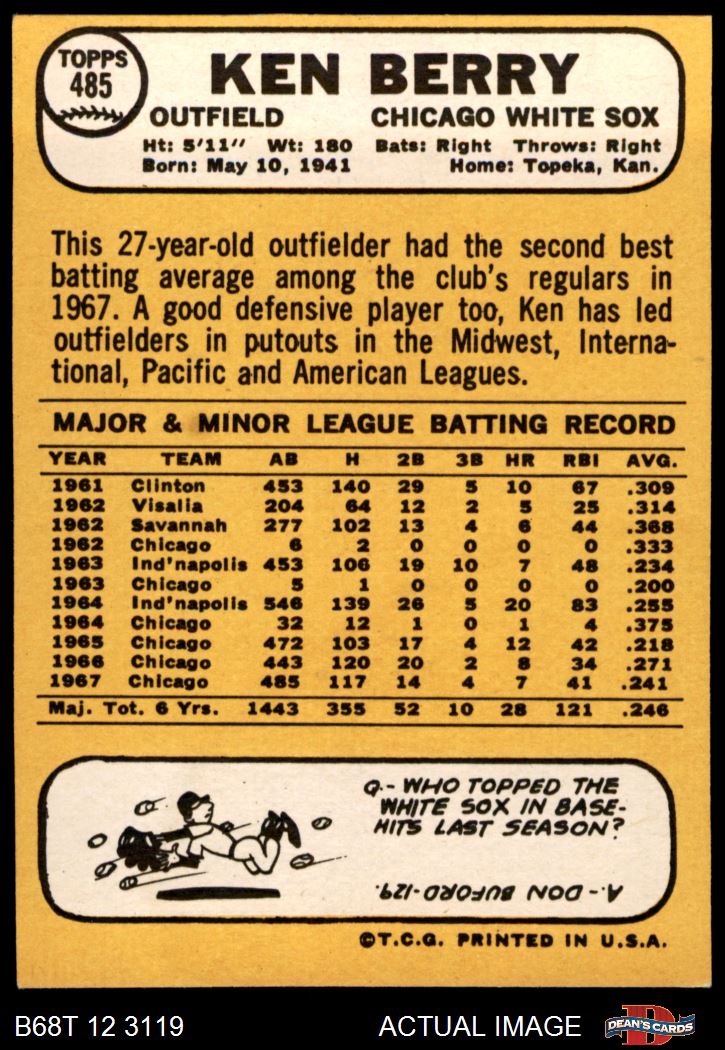 TOPPS
485
KEN BERRY
OUTFIELD CHICAGO WHITE SOX
Ht: 5'11" Wt: 180 Bats: Right Throws: Right
Born: May 10, 1941 Home: Topeka, Kan.
This 27-year-old outfielder had the second best
batting average among the club's regulars in
1967. A good defensive player too, Ken has led
outfielders in putouts in the Midwest, Interna-
tional, Pacific and American Leagues.
MAJOR & MINOR LEAGUE BATTING RECORD
YEAR TEAM AB H 2B 3B HR RBI AVG.
1961 Clinton 453 140 29 5 10 67 .309
1962 Visalia 204 64 12 2 5 25 .314
1962 Savannah 277 102 13 4 6 44 .368
1962 Chicago 6 2 0 0 0 0 .333
1963 Ind'napolis 453 106 19 10 7 48 .234
1963 Chicago 5 1 0 0 0 0 .200
1964 Ind'napolis 546 139 26 5 20 83 .255
1964 Chicago 32 12 1 0 1 4 .375
1965 Chicago 472 103 17 4 12 42 .218
1966 Chicago 443 120 20 2 8 34 .271
1967 Chicago 485 117 14 4 7 41 .241
Maj. Tot. 6 Yrs. 1443 355 52 10 28 121 .246
Q.- WHO TOPPED THE
WHITE SOX IN BASE-
HITS LAST SEASON?
A.- DON BUFORD-129.
©T.C.G. PRINTED IN U.S.A.
B68T 12 3119 ACTUAL IMAGE DEAN'S CARDS